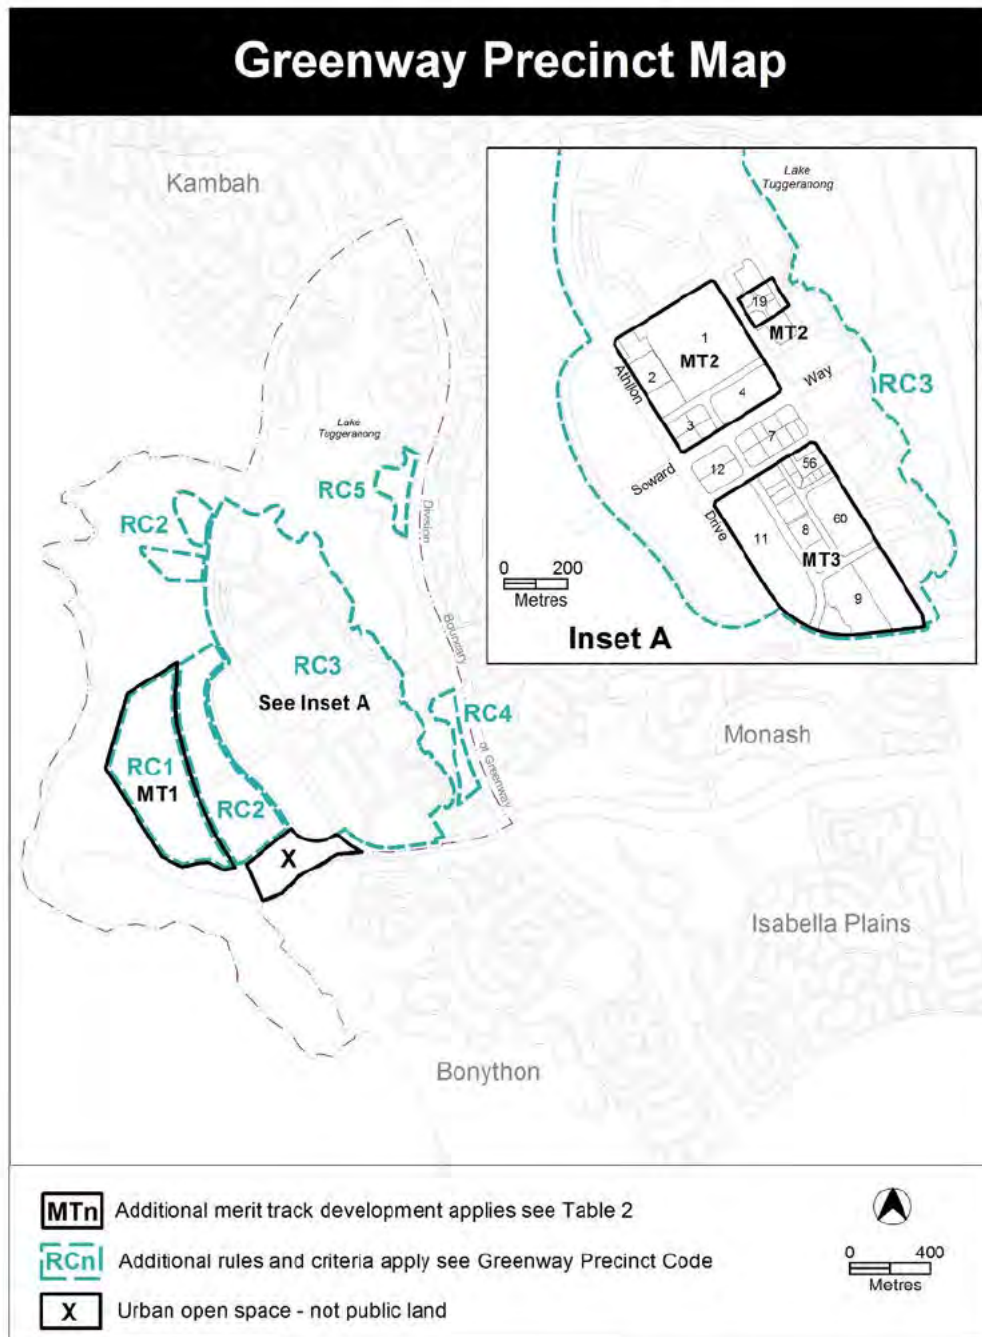 Greenway Precinct Map
Kambah
Lake
Tuggeranong
RC5
RC2
Division
Boundary
of Greenway
RC3
See Inset A
RC4
RC1
MT1
RC2
X
Monash
Isabella Plains
Bonython
Lake
Tuggeranong
19
MT2
1
MT2
2
Athllon
4
3
Way
RC3
7
12
Soward
56
Drive
11
60
8
MT3
9
0 200
Metres
Inset A
MTn Additional merit track development applies see Table 2
RCn Additional rules and criteria apply see Greenway Precinct Code
X Urban open space - not public land
0 400
Metres